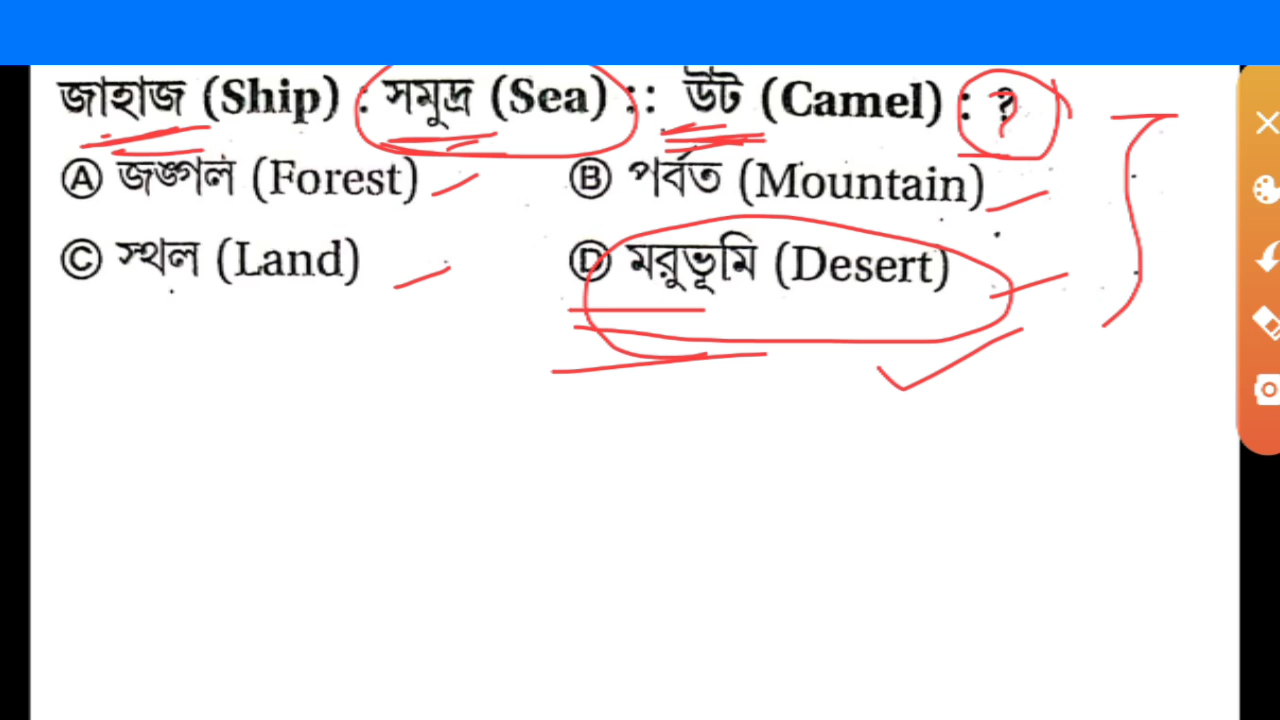 জাহাজ (Ship) : সমুদ্র (Sea) :: উট (Camel) : ?
Ⓐ জঙ্গল (Forest) Ⓑ পর্বত (Mountain)
Ⓒ স্থল (Land) Ⓓ মরুভূমি (Desert)